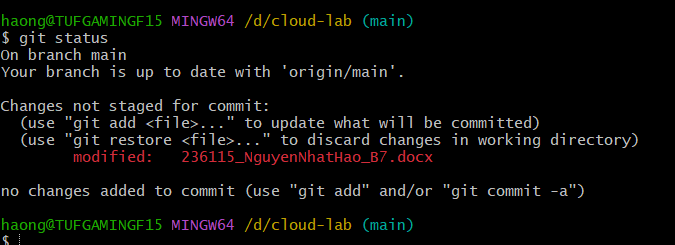 haong@TUFGAMINGF15 MINGW64 /d/cloud-lab (main)
$ git status
On branch main
Your branch is up to date with 'origin/main'.
Changes not staged for commit:
(use "git add <file>..." to update what will be committed)
(use "git restore <file>..." to discard changes in working directory)
modified: 236115_NguyenNhatHao_B7.docx
no changes added to commit (use "git add" and/or "git commit -a")
haong@TUFGAMINGF15 MINGW64 /d/cloud-lab (main)
$